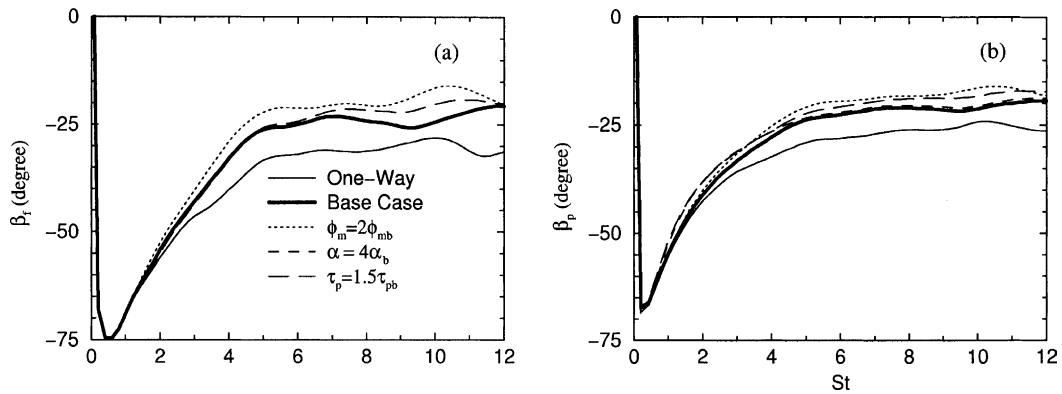 (a)
0
−25
−50
−75
β_f (degree)
One−Way
Base Case
ϕ_m=2ϕ_mb
α = 4α_b
τ_p=1.5τ_pb
0 2 4 6 8 10 12
(b)
0
−25
−50
−75
β_p (degree)
0 2 4 6 8 10 12
St